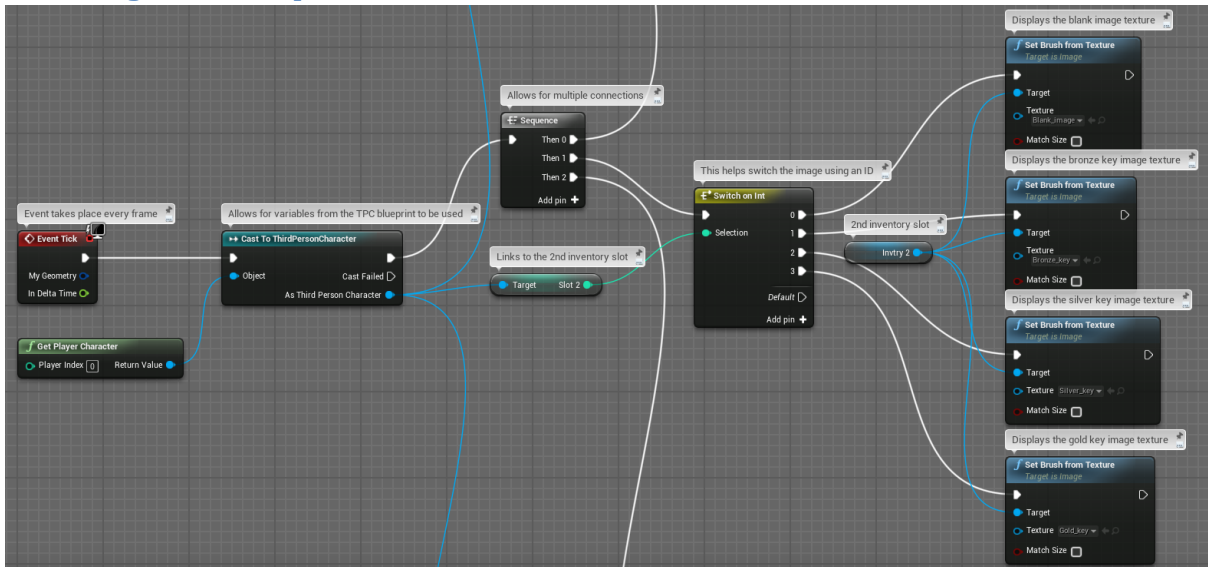 Event takes place every frame
Event Tick
My Geometry
In Delta Time
Get Player Character
Player Index 0 Return Value
Allows for variables from the TPC blueprint to be used
Cast To ThirdPersonCharacter
Object Cast Failed
As Third Person Character
Allows for multiple connections
Sequence
Then 0
Then 1
Then 2
Add pin +
Links to the 2nd inventory slot
Target Slot 2
This helps switch the image using an ID
Switch on Int
0
Selection 1
2
3
Default
Add pin +
2nd inventory slot
Invtry 2
Displays the blank image texture
f Set Brush from Texture
Target is Image
Target
Texture
Blank_image
Match Size
Displays the bronze key image texture
f Set Brush from Texture
Target is Image
Target
Texture
Bronze_key
Match Size
Displays the silver key image texture
f Set Brush from Texture
Target is Image
Target
Texture Silver_key
Match Size
Displays the gold key image texture
f Set Brush from Texture
Target is Image
Target
Texture Gold_key
Match Size